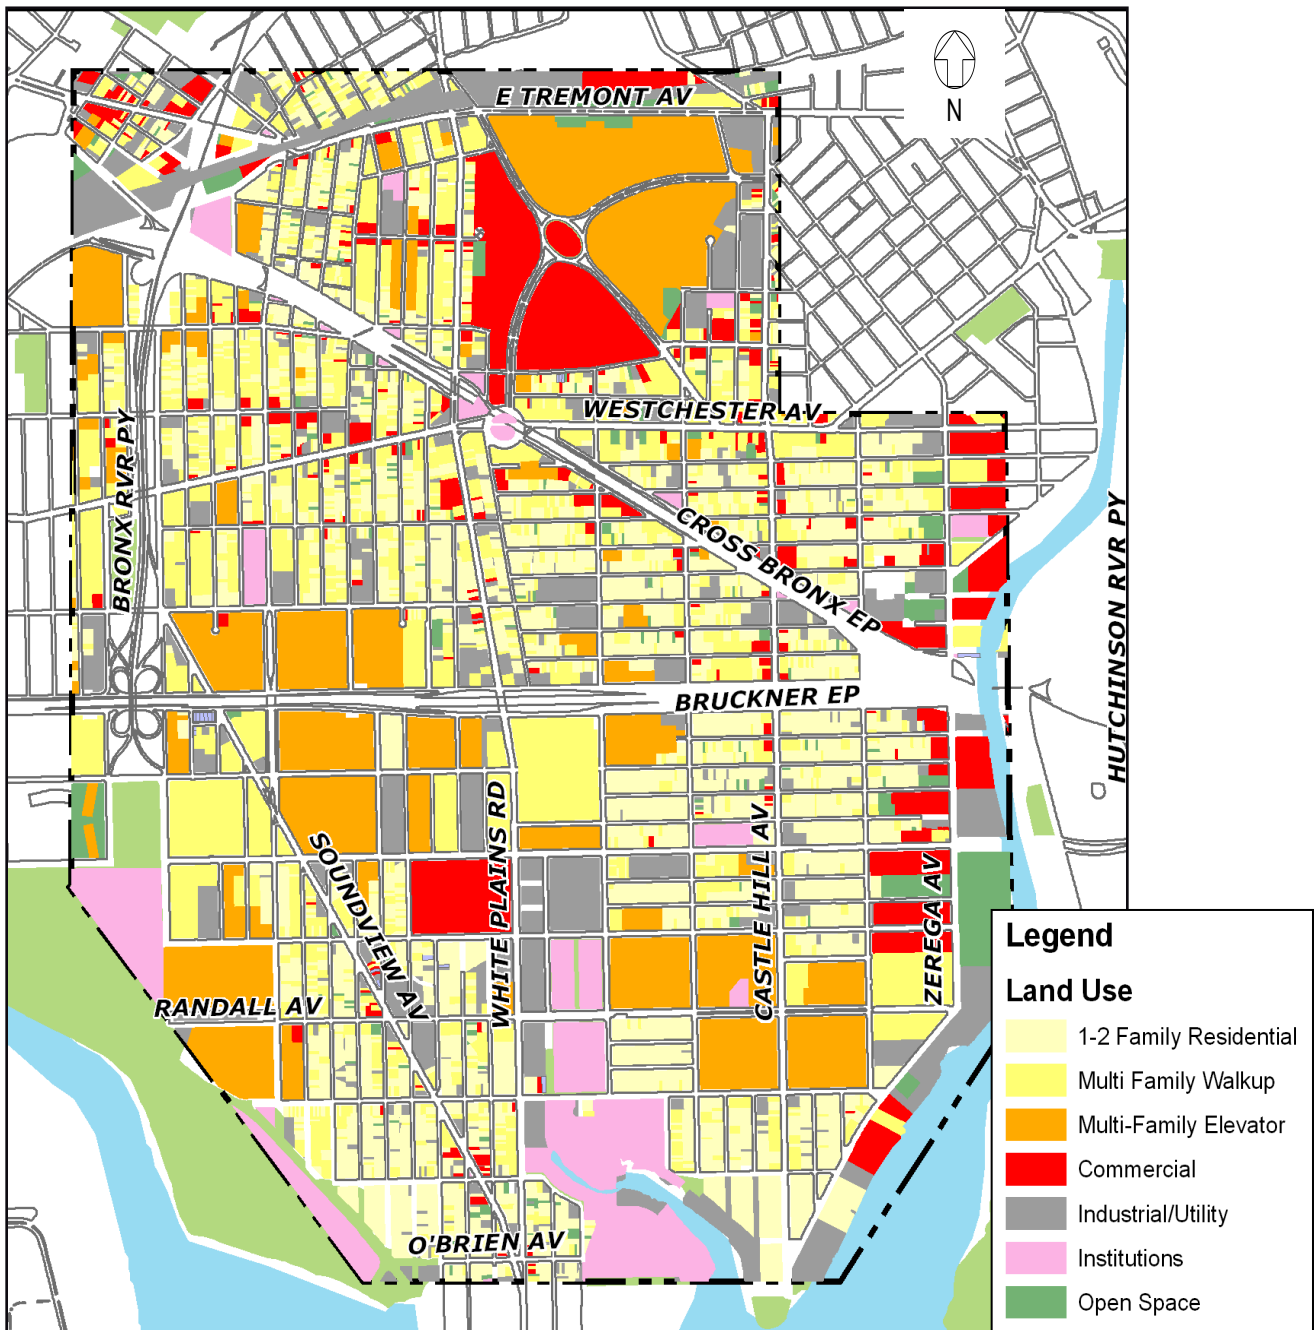 N
E TREMONT AV
WESTCHESTER AV
BRONX RVR PY
CROSS BRONX EP
HUTCHINSON RVR PY
BRUCKNER EP
SOUNDVIEW AV
WHITE PLAINS RD
CASTLE HILL AV
ZEREGA AV
RANDALL AV
O'BRIEN AV
Legend
Land Use
1-2 Family Residential
Multi Family Walkup
Multi-Family Elevator
Commercial
Industrial/Utility
Institutions
Open Space